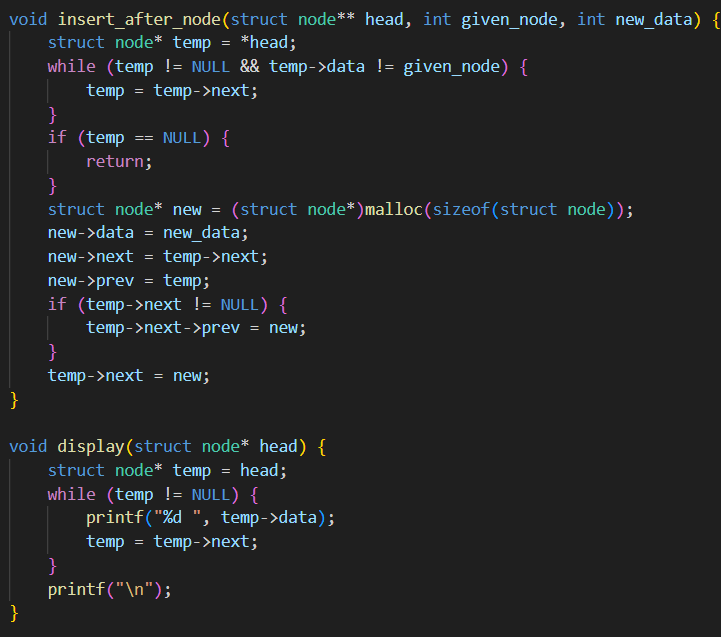 void insert_after_node(struct node** head, int given_node, int new_data) {
    struct node* temp = *head;
    while (temp != NULL && temp->data != given_node) {
        temp = temp->next;
    }
    if (temp == NULL) {
        return;
    }
    struct node* new = (struct node*)malloc(sizeof(struct node));
    new->data = new_data;
    new->next = temp->next;
    new->prev = temp;
    if (temp->next != NULL) {
        temp->next->prev = new;
    }
    temp->next = new;
}

void display(struct node* head) {
    struct node* temp = head;
    while (temp != NULL) {
        printf("%d ", temp->data);
        temp = temp->next;
    }
    printf("\n");
}